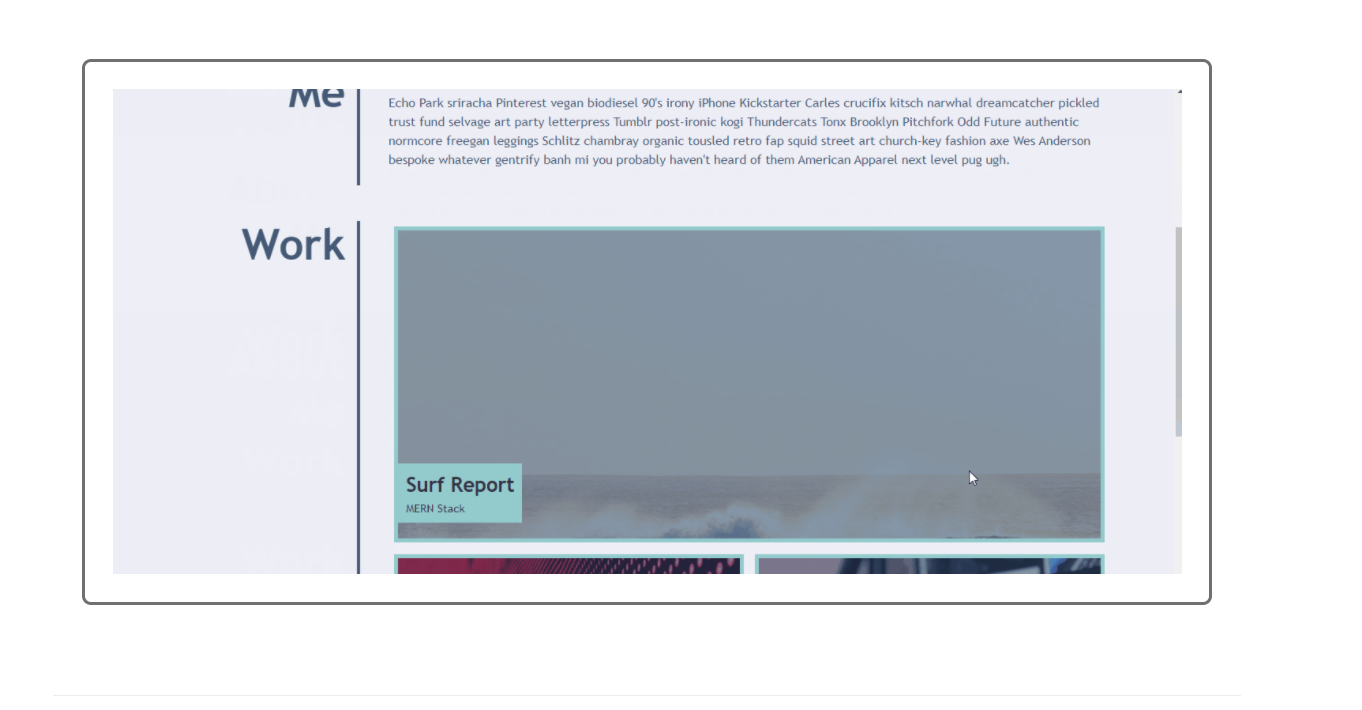 Me
Echo Park sriracha Pinterest vegan biodiesel 90's irony iPhone Kickstarter Carles crucifix kitsch narwhal dreamcatcher pickled
trust fund selvage art party letterpress Tumblr post-ironic kogi Thundercats Tonx Brooklyn Pitchfork Odd Future authentic
normcore freegan leggings Schlitz chambray organic tousled retro fap squid street art church-key fashion axe Wes Anderson
bespoke whatever gentrify banh mi you probably haven't heard of them American Apparel next level pug ugh.
Work
Surf Report
MERN Stack